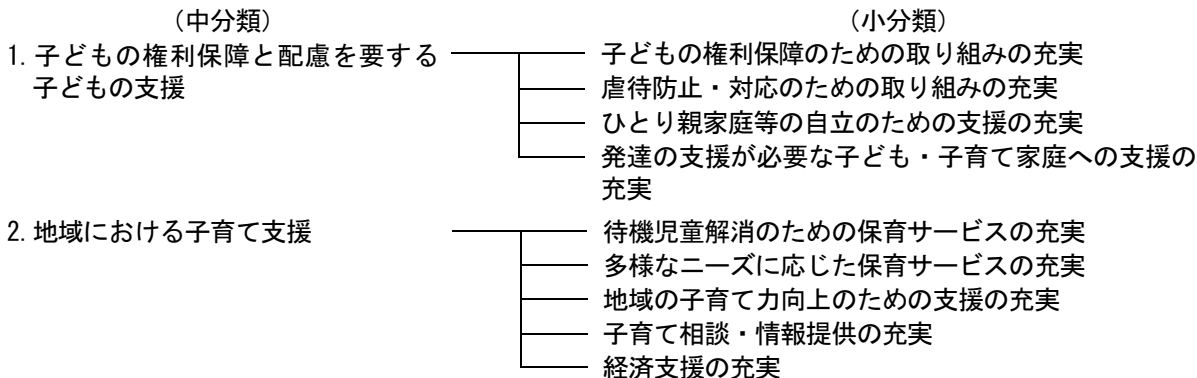 （中分類） （小分類）
1. 子どもの権利保障と配慮を要する 子どもの権利保障のための取り組みの充実
子どもの支援 虐待防止・対応のための取り組みの充実
ひとり親家庭等の自立のための支援の充実
発達の支援が必要な子ども・子育て家庭への支援の
充実
2. 地域における子育て支援 待機児童解消のための保育サービスの充実
多様なニーズに応じた保育サービスの充実
地域の子育て力向上のための支援の充実
子育て相談・情報提供の充実
経済支援の充実